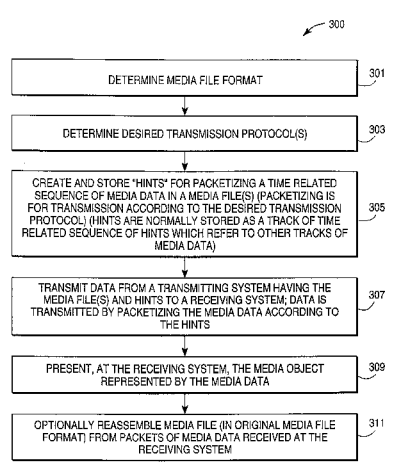 300
DETERMINE MEDIA FILE FORMAT
301
DETERMINE DESIRED TRANSMISSION PROTOCOL(S)
303
CREATE AND STORE "HINTS" FOR PACKETIZING A TIME RELATED
SEQUENCE OF MEDIA DATA IN A MEDIA FILE(S) (PACKETIZING IS
FOR TRANSMISSION ACCORDING TO THE DESIRED TRANSMISSION
PROTOCOL) (HINTS ARE NORMALLY STORED AS A TRACK OF TIME
RELATED SEQUENCE OF HINTS WHICH REFER TO OTHER TRACKS OF
MEDIA DATA)
305
TRANSMIT DATA FROM A TRANSMITTING SYSTEM HAVING THE
MEDIA FILE(S) AND HINTS TO A RECEIVING SYSTEM; DATA IS
TRANSMITTED BY PACKETIZING THE MEDIA DATA ACCORDING TO
THE HINTS
307
PRESENT, AT THE RECEIVING SYSTEM, THE MEDIA OBJECT
REPRESENTED BY THE MEDIA DATA
309
OPTIONALLY REASSEMBLE MEDIA FILE (IN ORIGINAL MEDIA FILE
FORMAT) FROM PACKETS OF MEDIA DATA RECEIVED AT THE
RECEIVING SYSTEM
311